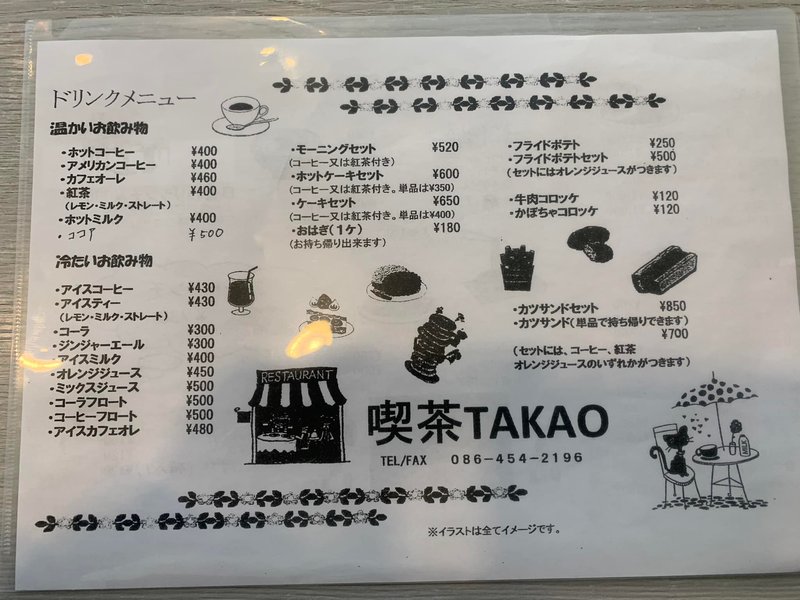 ドリンクメニュー
温かいお飲み物
・ホットコーヒー ¥400
・アメリカンコーヒー ¥400
・カフェオーレ ¥460
・紅茶 ¥400
(レモン・ミルク・ストレート)
・ホットミルク ¥400
・ココア ¥500
冷たいお飲み物
・アイスコーヒー ¥430
・アイスティー ¥430
(レモン・ミルク・ストレート)
・コーラ ¥300
・ジンジャーエール ¥300
・アイスミルク ¥400
・オレンジジュース ¥450
・ミックスジュース ¥500
・コーラフロート ¥500
・コーヒーフロート ¥500
・アイスカフェオレ ¥480
・モーニングセット ¥520
(コーヒー又は紅茶付き)
・ホットケーキセット ¥600
(コーヒー又は紅茶付き。単品は¥350)
・ケーキセット ¥650
(コーヒー又は紅茶付き。単品は¥400)
・おはぎ(1ケ) ¥180
(お持ち帰り出来ます)
・フライドポテト ¥250
・フライドポテトセット ¥500
(セットにはオレンジジュースがつきます)
・牛肉コロッケ ¥120
・かぼちゃコロッケ ¥120
・カツサンドセット ¥850
・カツサンド(単品で持ち帰りできます)
¥700
(セットには、コーヒー、紅茶
オレンジジュースのいずれかがつきます)
RESTAURANT
喫茶TAKAO
TEL/FAX 086-454-2196
※イラストは全てイメージです。